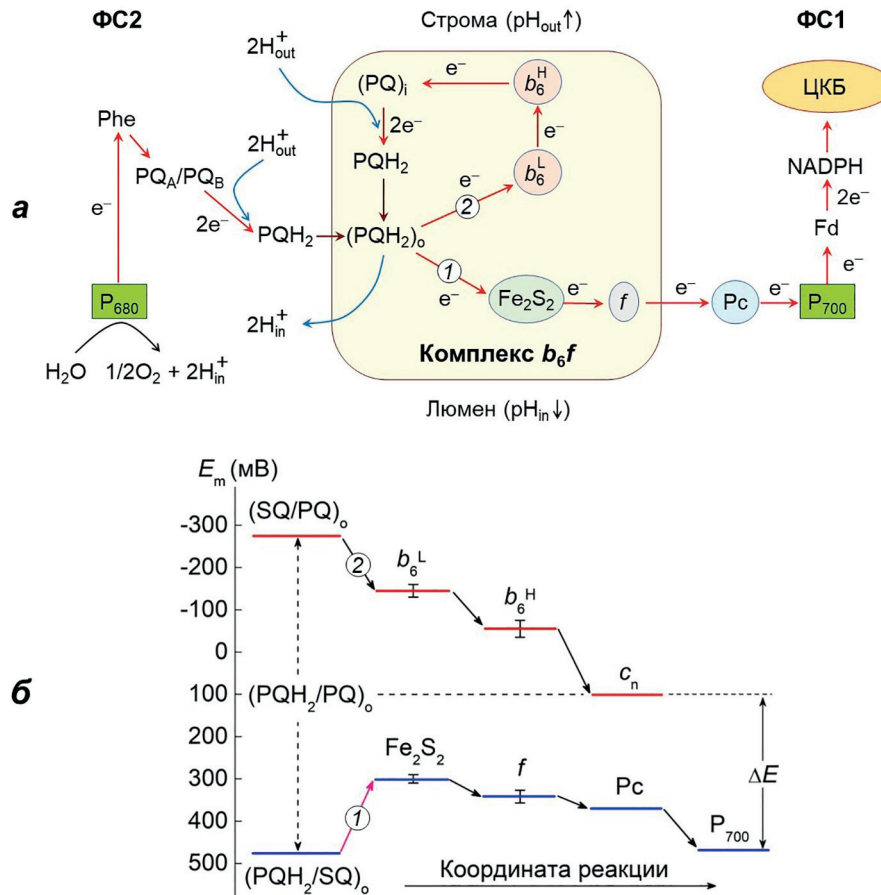 а
ФС2
Строма (pH_out↑)
ФС1
2H⁺_out
(PQ)_i
e⁻
b₆ᴴ
ЦКБ
Phe
2H⁺_out
2e⁻
e⁻
NADPH
PQ_A/PQ_B
PQH₂
b₆ᴸ
2e⁻
e⁻
2e⁻
e⁻
2
Fd
PQH₂
(PQH₂)_o
1
e⁻
P₆₈₀
e⁻
Fe₂S₂
e⁻
f
e⁻
Pc
e⁻
P₇₀₀
2H⁺_in
H₂O 1/2O₂ + 2H⁺_in
Комплекс b₆f
Люмен (pH_in↓)
б
E_m (мВ)
-300
-200
-100
0
100
200
300
400
500
(SQ/PQ)_o
2
b₆ᴸ
b₆ᴴ
c_n
(PQH₂/PQ)_o
Fe₂S₂
f
Pc
ΔE
1
P₇₀₀
(PQH₂/SQ)_o
Координата реакции